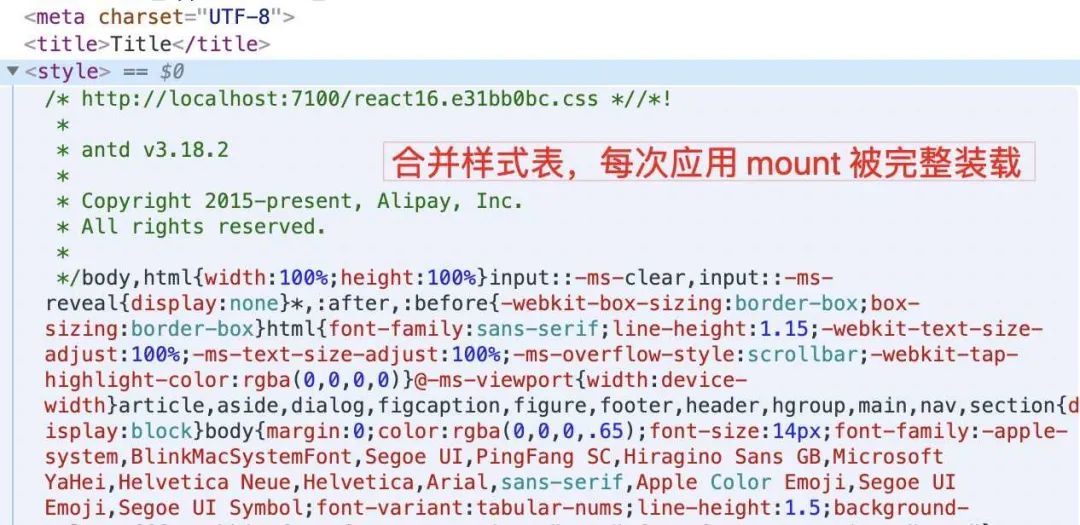 <meta charset="UTF-8">
<title>Title</title>
▼<style> == $0
/* http://localhost:7100/react16.e31bb0bc.css *//*!
*
* antd v3.18.2
合并样式表，每次应用 mount 被完整装载
*
* Copyright 2015-present, Alipay, Inc.
* All rights reserved.
*
*/body,html{width:100%;height:100%}input::-ms-clear,input::-ms-
reveal{display:none}*,:after,:before{-webkit-box-sizing:border-box;box-
sizing:border-box}html{font-family:sans-serif;line-height:1.15;-webkit-text-size-
adjust:100%;-ms-text-size-adjust:100%;-ms-overflow-style:scrollbar;-webkit-tap-
highlight-color:rgba(0,0,0,0)}@-ms-viewport{width:device-
width}article,aside,dialog,figcaption,figure,footer,header,hgroup,main,nav,section{d
isplay:block}body{margin:0;color:rgba(0,0,0,.65);font-size:14px;font-family:-apple-
system,BlinkMacSystemFont,Segoe UI,PingFang SC,Hiragino Sans GB,Microsoft
YaHei,Helvetica Neue,Helvetica,Arial,sans-serif,Apple Color Emoji,Segoe UI
Emoji,Segoe UI Symbol;font-variant:tabular-nums;line-height:1.5;background-